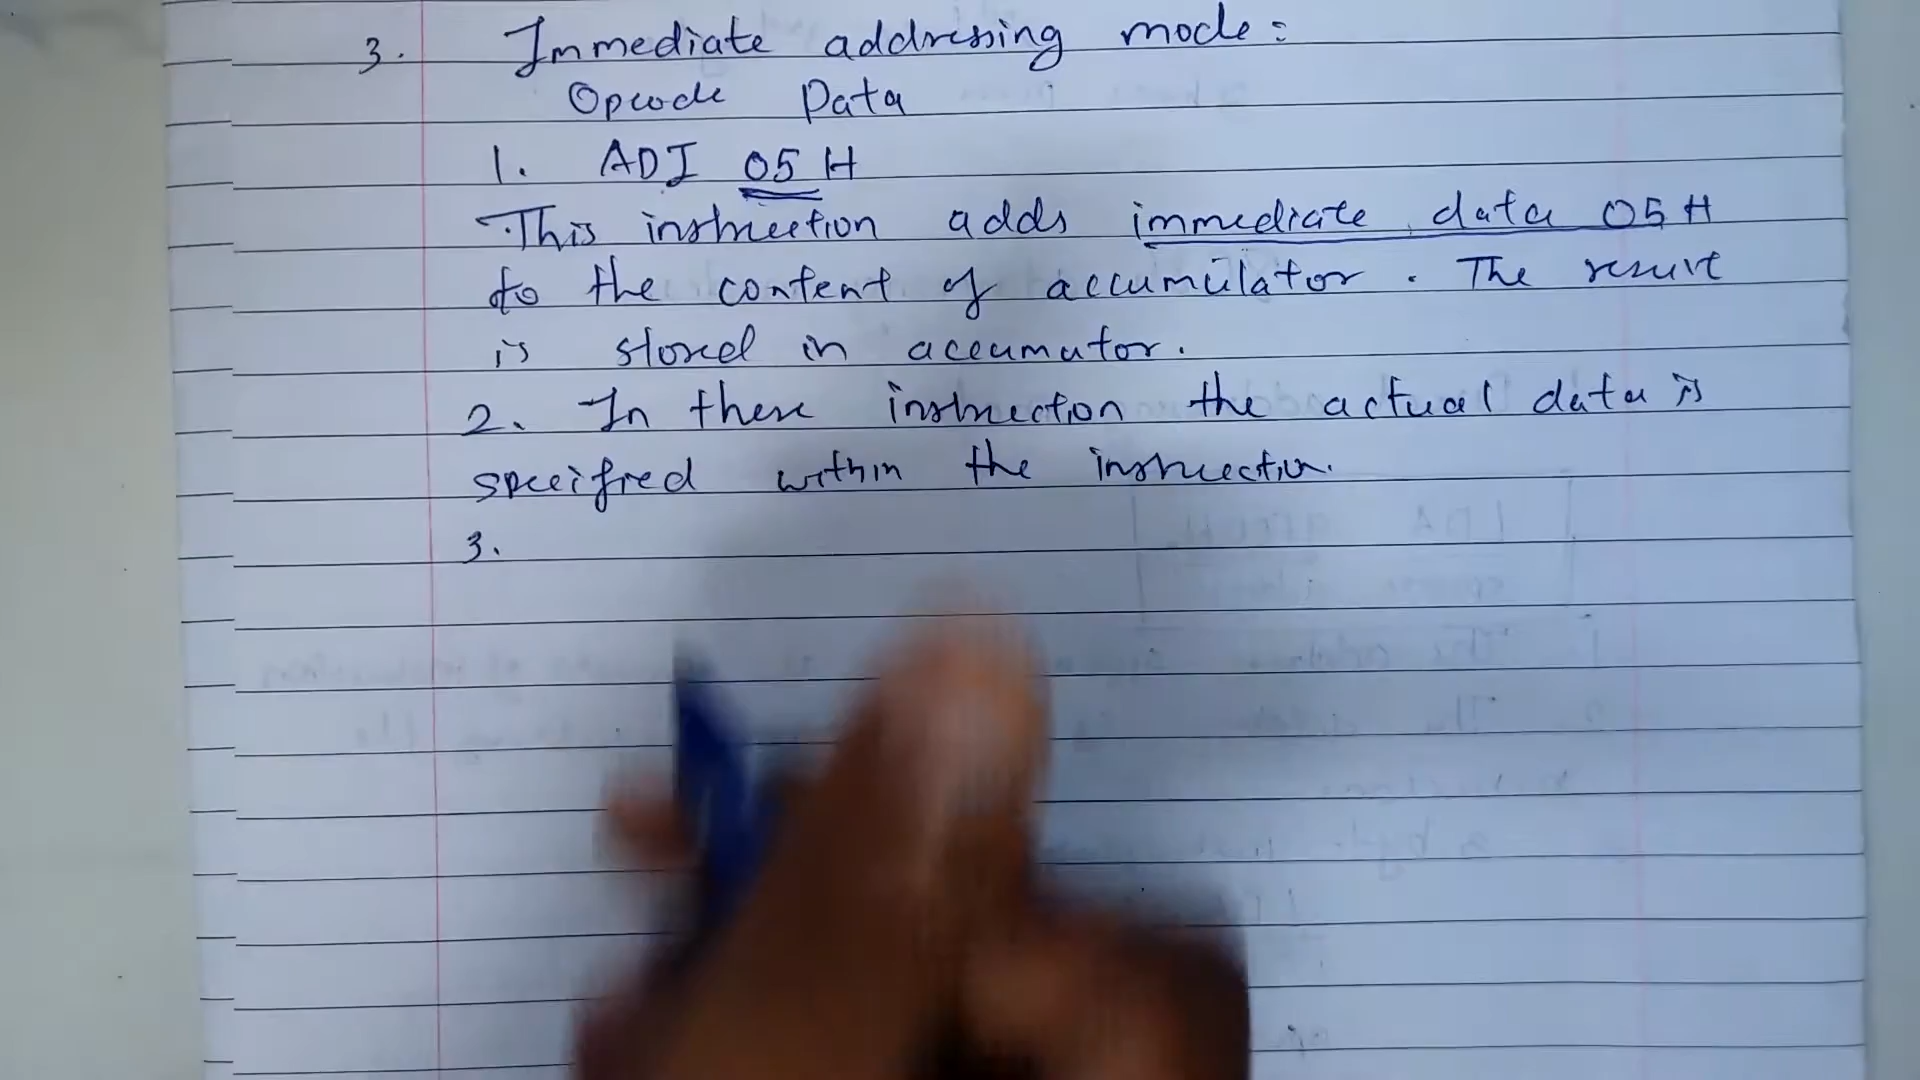 3. Immediate addressing mode:
Opcode Data
1. ADI 05 H
This instruction adds immediate data 05 H
to the content of accumulator. The result
is stored in accumator.
2. In these instruction the actual data is
specified within the instruction.
3.